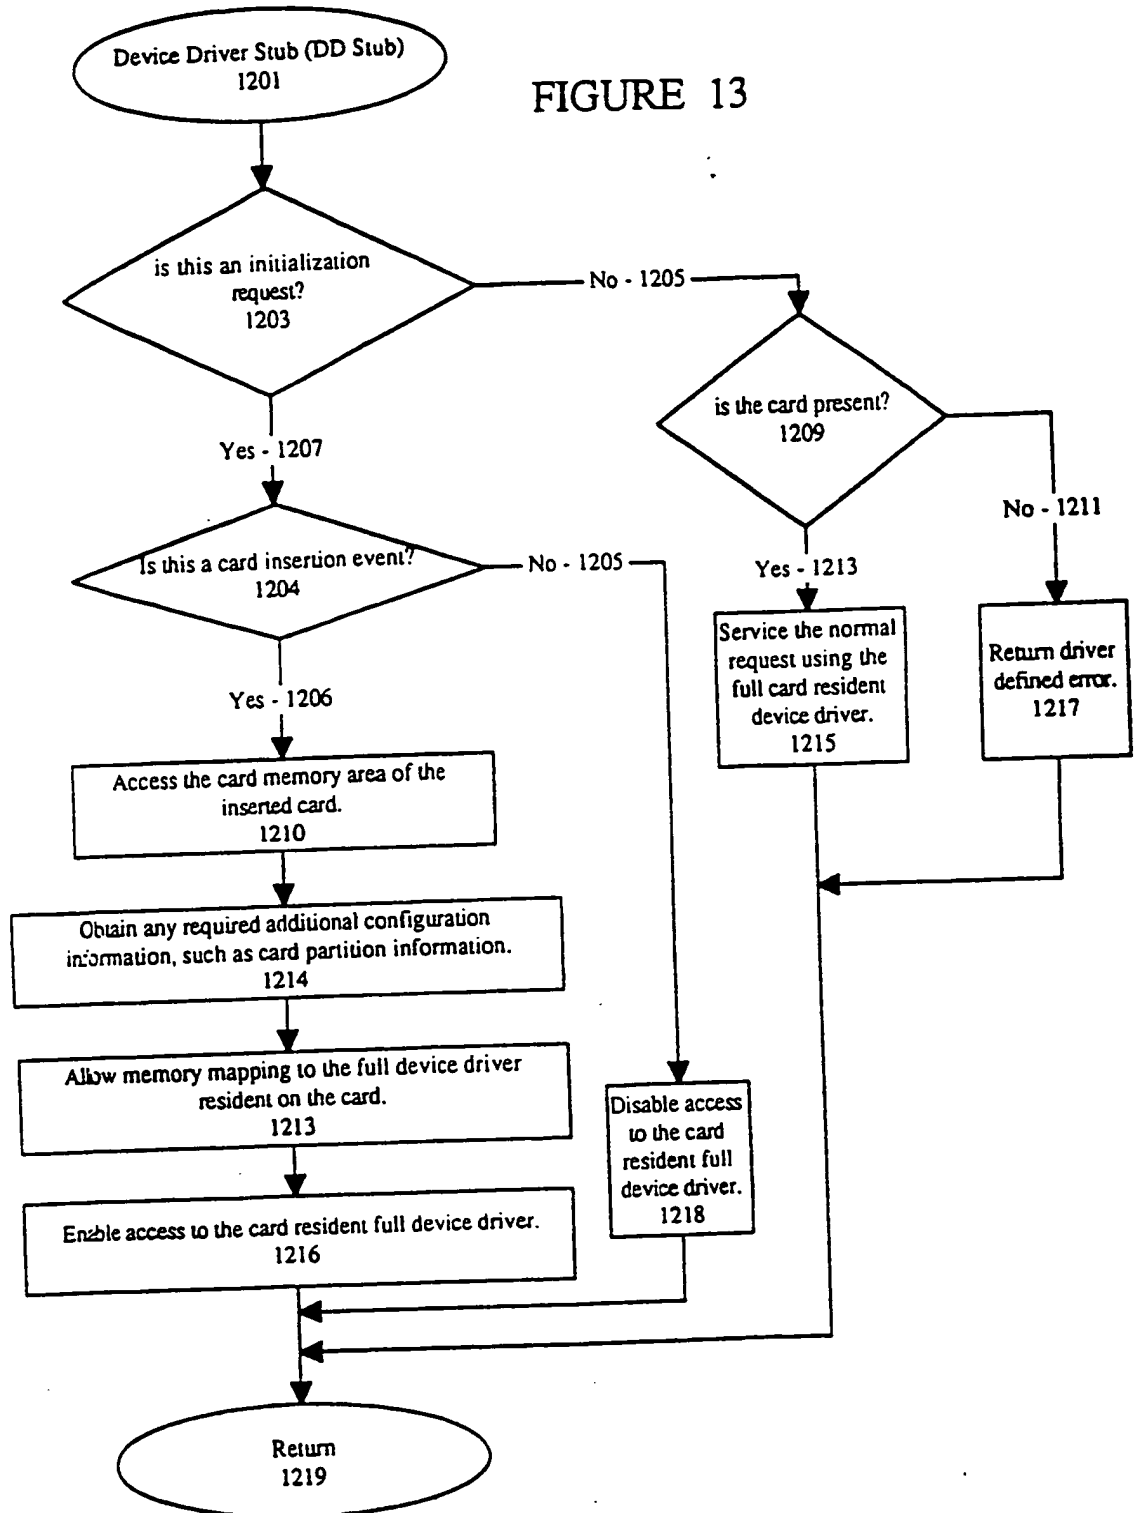 Device Driver Stub (DD Stub)
1201
FIGURE 13
is this an initialization
request?
1203
No - 1205
is the card present?
1209
Yes - 1207
No - 1211
Is this a card insertion event?
1204
No - 1205
Yes - 1213
Service the normal
request using the
full card resident
device driver.
1215
Return driver
defined error.
1217
Yes - 1206
Access the card memory area of the
inserted card.
1210
Obtain any required additional configuration
information, such as card partition information.
1214
Allow memory mapping to the full device driver
resident on the card.
1213
Disable access
to the card
resident full
device driver.
1218
Enable access to the card resident full device driver.
1216
Return
1219